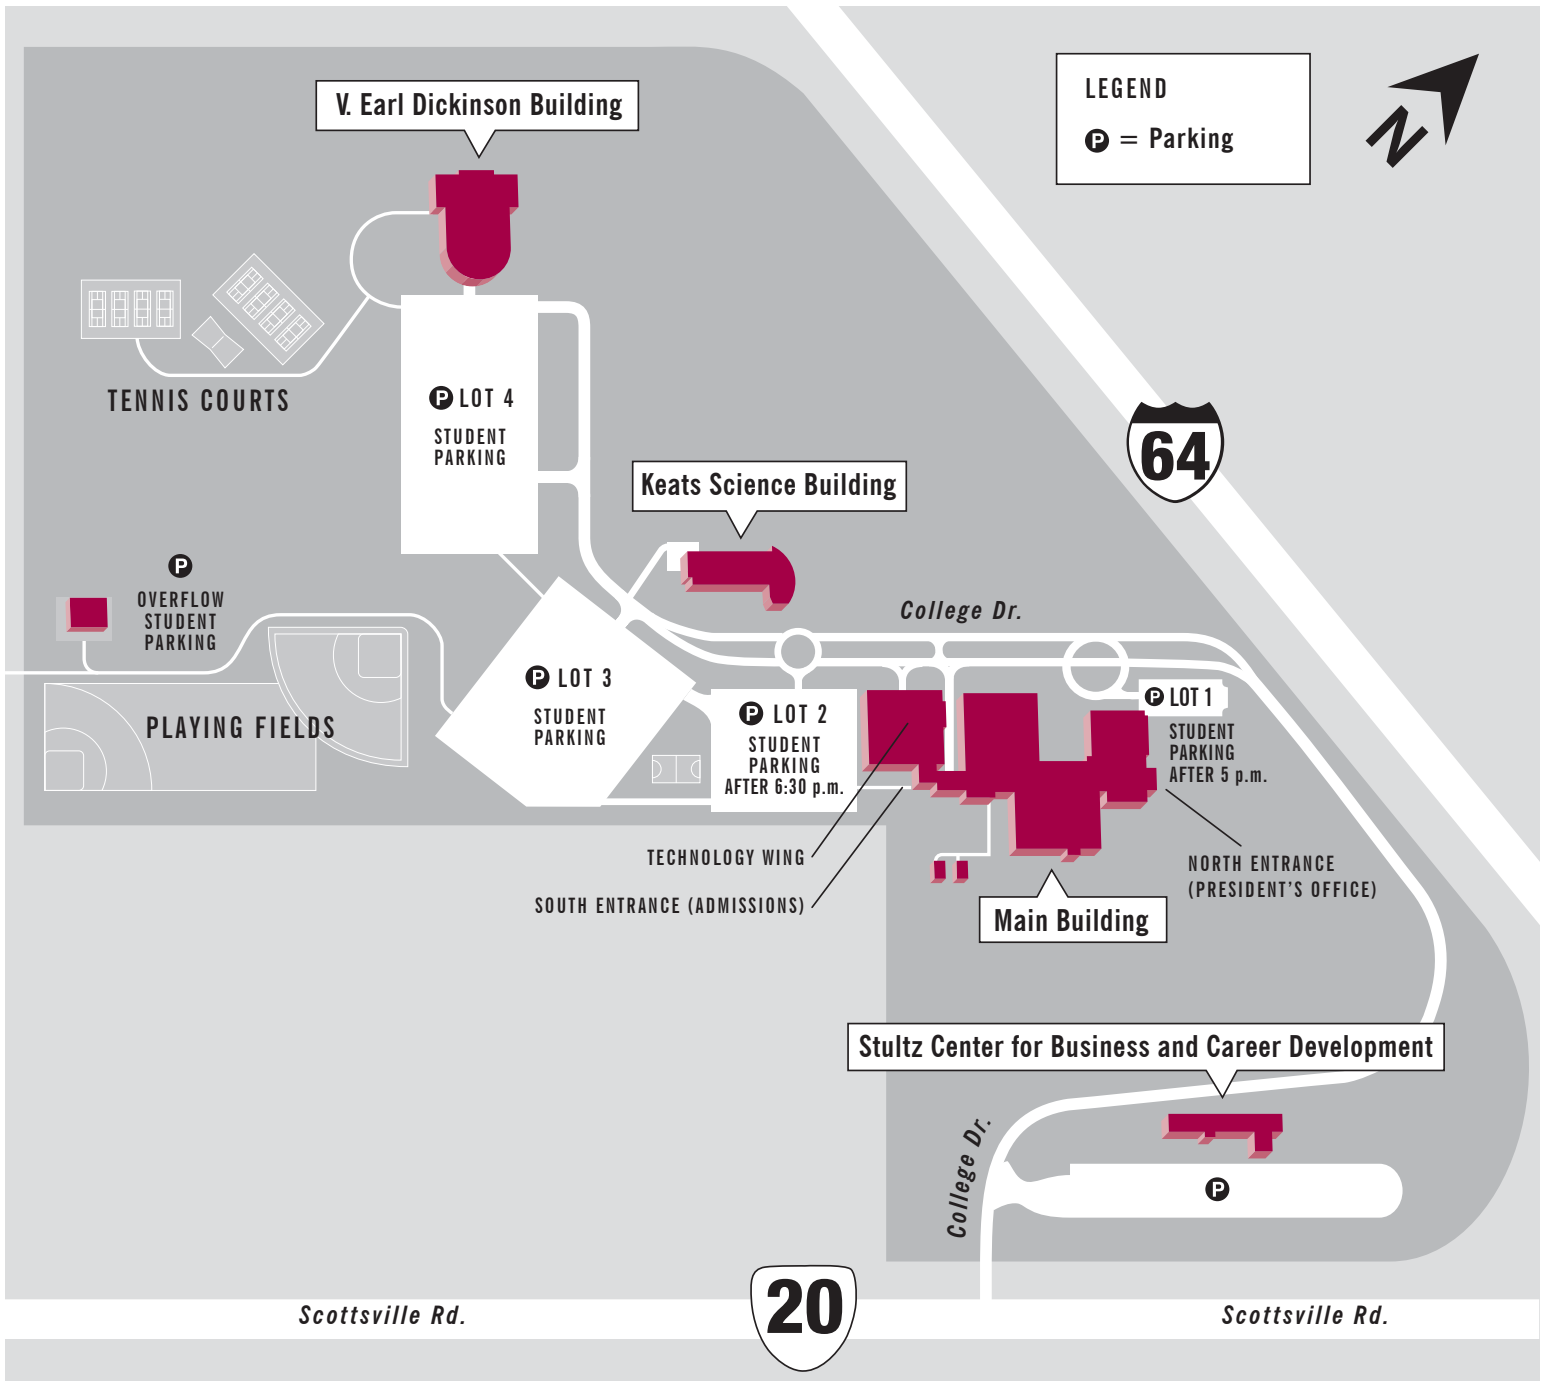 V. Earl Dickinson Building
LEGEND
P = Parking
N
TENNIS COURTS
P LOT 4
STUDENT
PARKING
64
Keats Science Building
P
OVERFLOW
STUDENT
PARKING
College Dr.
P LOT 3
STUDENT
PARKING
PLAYING FIELDS
P LOT 2
STUDENT
PARKING
AFTER 6:30 p.m.
P LOT 1
STUDENT
PARKING
AFTER 5 p.m.
TECHNOLOGY WING
SOUTH ENTRANCE (ADMISSIONS)
NORTH ENTRANCE
(PRESIDENT'S OFFICE)
Main Building
Stultz Center for Business and Career Development
College Dr.
P
Scottsville Rd.
20
Scottsville Rd.